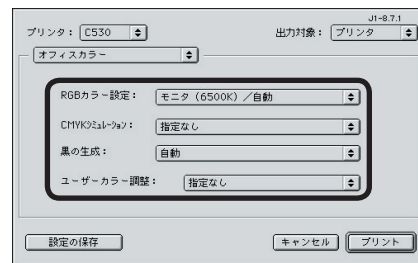 J1-8.7.1
プリンタ： C530 出力対象： プリンタ
オフィスカラー
RGBカラー設定： モニタ（6500K）／自動
CMYKｼﾐｭﾚｰｼｮﾝ： 指定なし
黒の生成： 自動
ユーザーカラー調整： 指定なし
設定の保存 キャンセル プリント